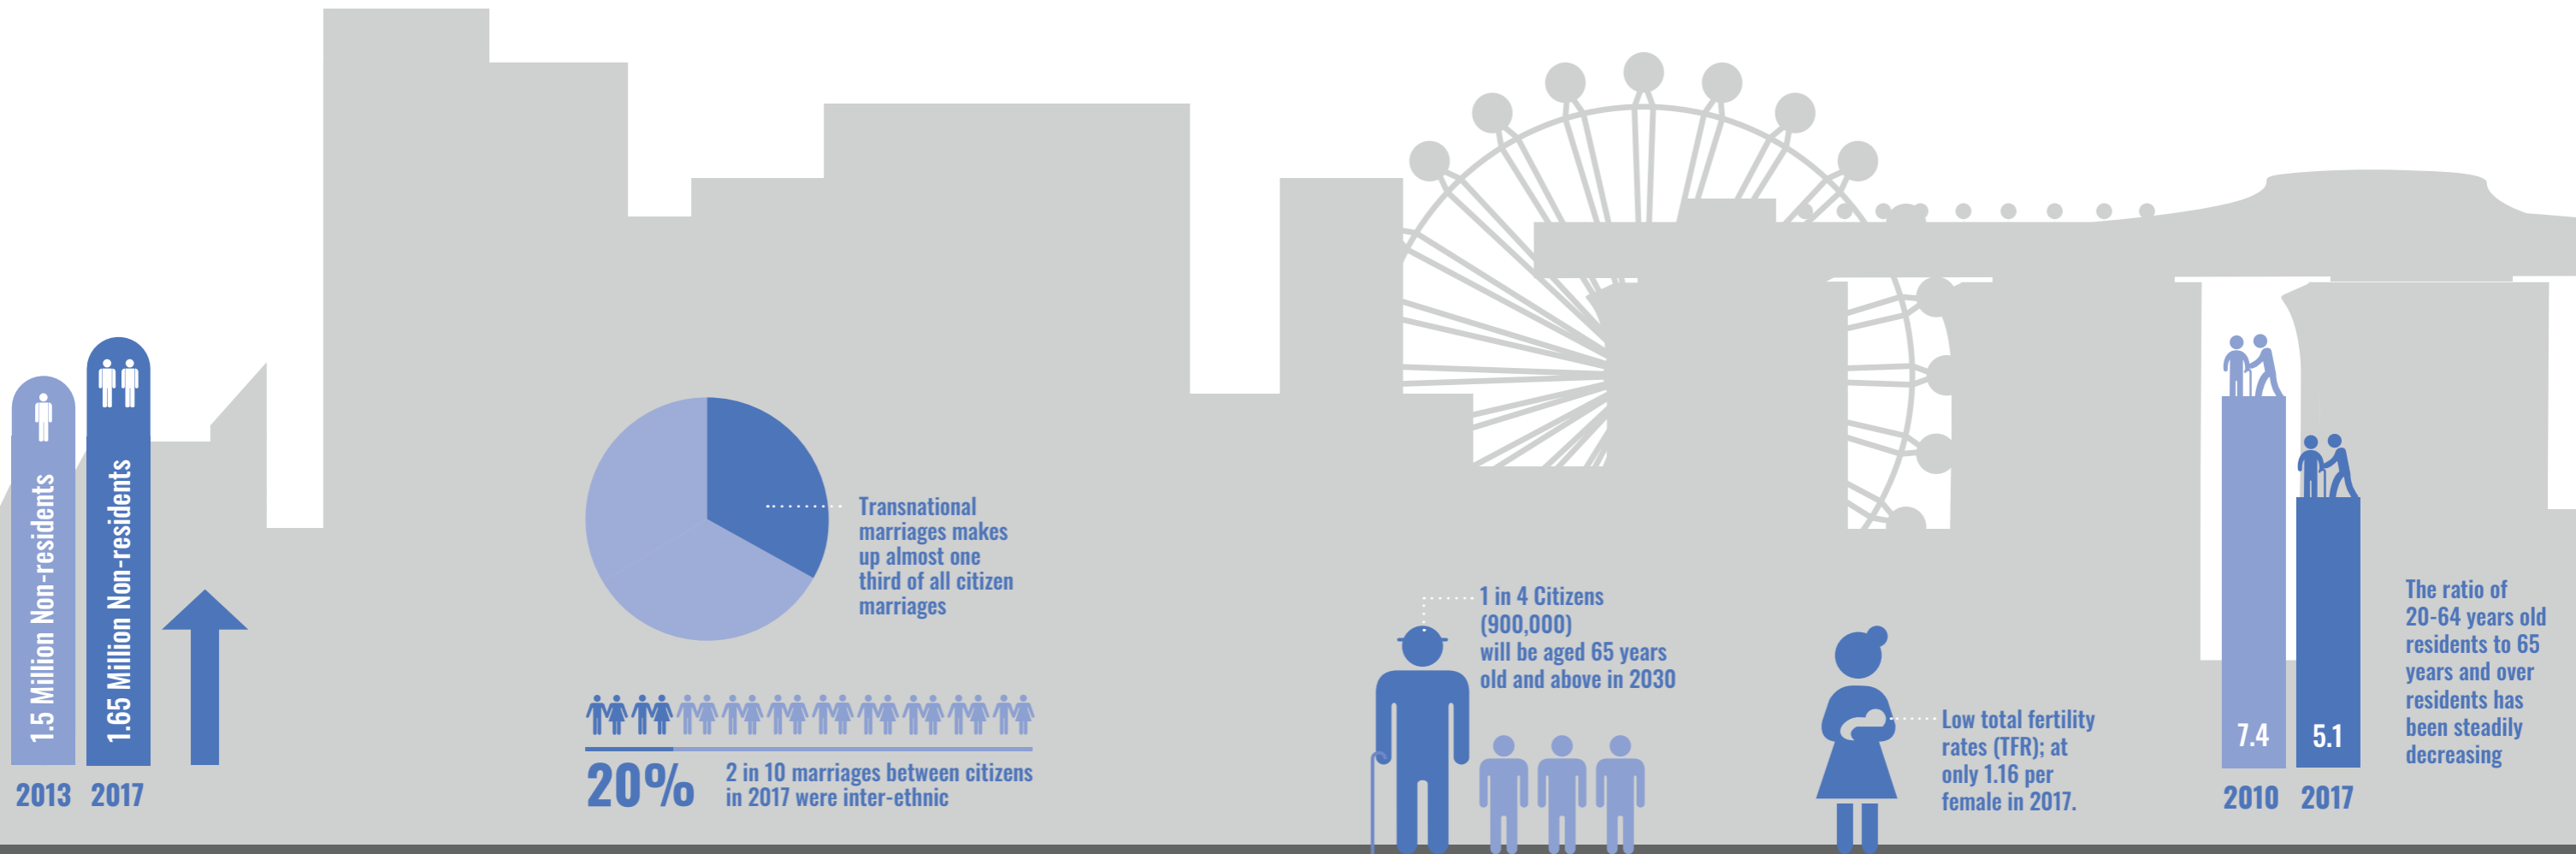 1.5 Million Non-residents
1.65 Million Non-residents
2013 2017
Transnational
marriages makes
up almost one
third of all citizen
marriages
20%
2 in 10 marriages between citizens
in 2017 were inter-ethnic
1 in 4 Citizens
(900,000)
will be aged 65 years
old and above in 2030
Low total fertility
rates (TFR); at
only 1.16 per
female in 2017.
7.4 5.1
2010 2017
The ratio of
20-64 years old
residents to 65
years and over
residents has
been steadily
decreasing